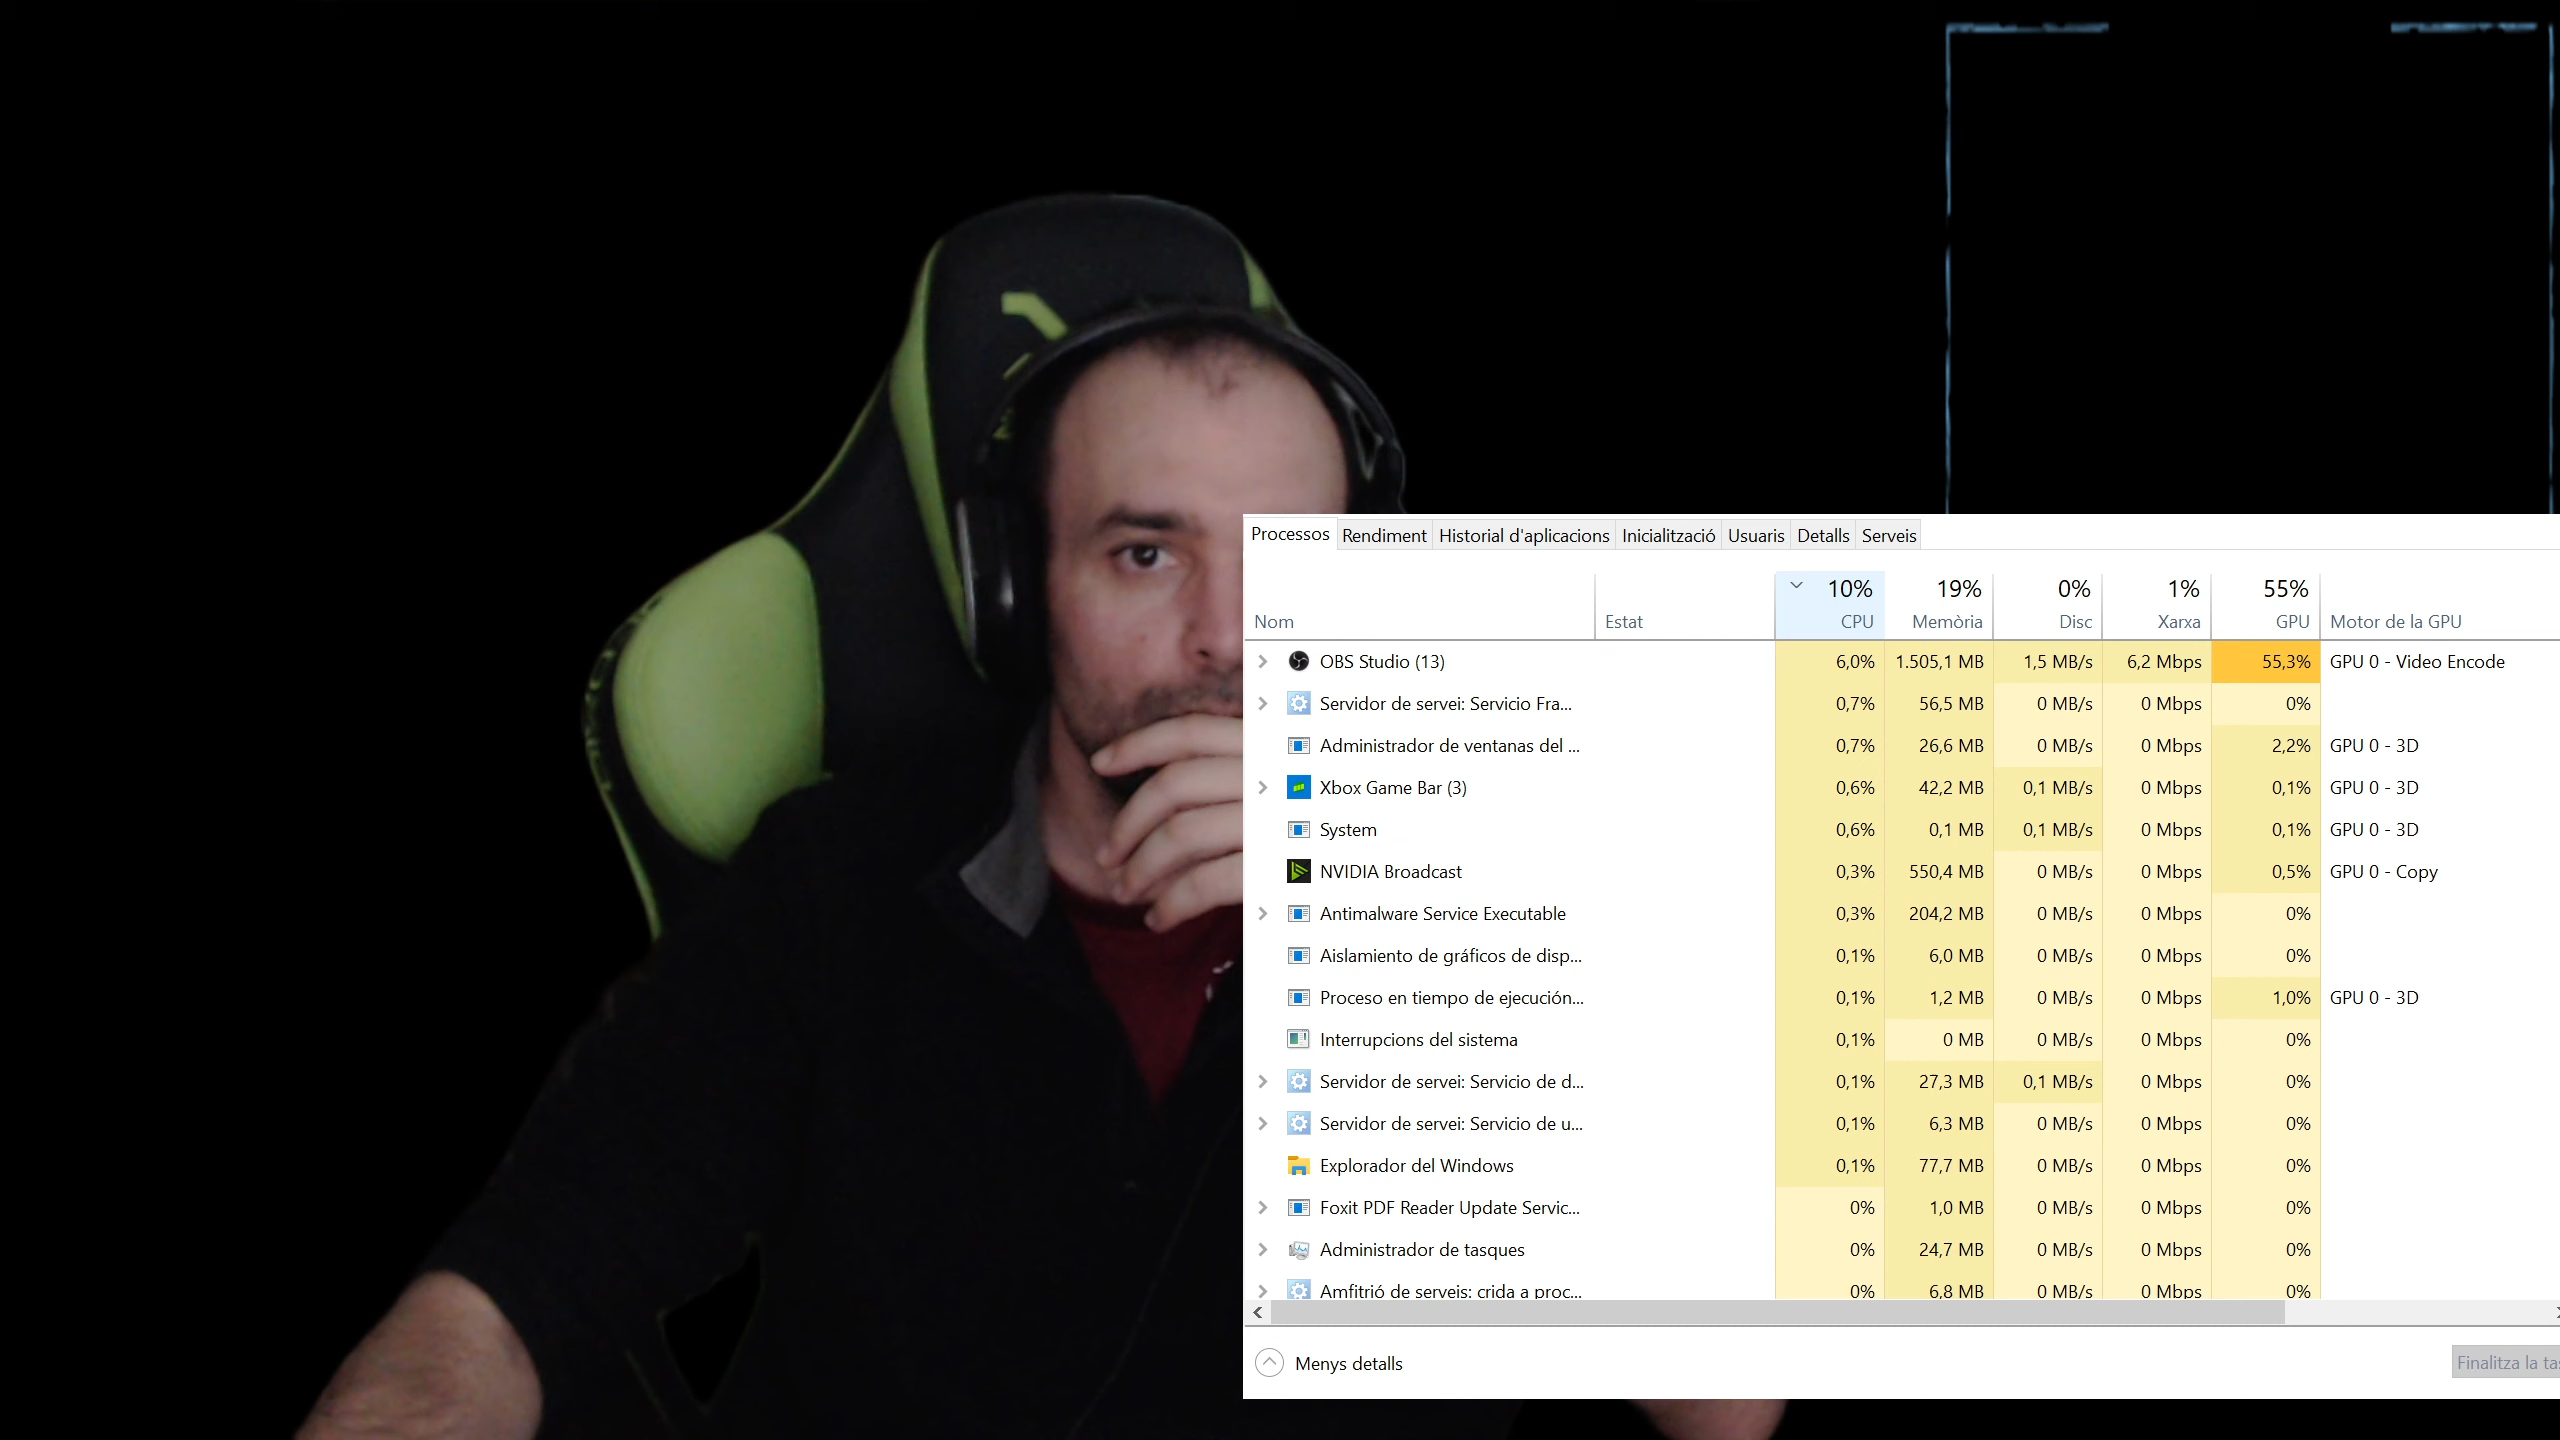 Processos Rendiment Historial d'aplicacions Inicialització Usuaris Detalls Serveis
10% 19% 0% 1% 55%
Nom Estat CPU Memòria Disc Xarxa GPU Motor de la GPU
OBS Studio (13) 6,0% 1.505,1 MB 1,5 MB/s 6,2 Mbps 55,3% GPU 0 - Video Encode
Servidor de servei: Servicio Fra... 0,7% 56,5 MB 0 MB/s 0 Mbps 0%
Administrador de ventanas del ... 0,7% 26,6 MB 0 MB/s 0 Mbps 2,2% GPU 0 - 3D
Xbox Game Bar (3) 0,6% 42,2 MB 0,1 MB/s 0 Mbps 0,1% GPU 0 - 3D
System 0,6% 0,1 MB 0,1 MB/s 0 Mbps 0,1% GPU 0 - 3D
NVIDIA Broadcast 0,3% 550,4 MB 0 MB/s 0 Mbps 0,5% GPU 0 - Copy
Antimalware Service Executable 0,3% 204,2 MB 0 MB/s 0 Mbps 0%
Aislamiento de gráficos de disp... 0,1% 6,0 MB 0 MB/s 0 Mbps 0%
Proceso en tiempo de ejecución... 0,1% 1,2 MB 0 MB/s 0 Mbps 1,0% GPU 0 - 3D
Interrupcions del sistema 0,1% 0 MB 0 MB/s 0 Mbps 0%
Servidor de servei: Servicio de d... 0,1% 27,3 MB 0,1 MB/s 0 Mbps 0%
Servidor de servei: Servicio de u... 0,1% 6,3 MB 0 MB/s 0 Mbps 0%
Explorador del Windows 0,1% 77,7 MB 0 MB/s 0 Mbps 0%
Foxit PDF Reader Update Servic... 0% 1,0 MB 0 MB/s 0 Mbps 0%
Administrador de tasques 0% 24,7 MB 0 MB/s 0 Mbps 0%
Amfitrió de serveis: crida a proc... 0% 6,8 MB 0 MB/s 0 Mbps 0%
Menys detalls
Finalitza la tas